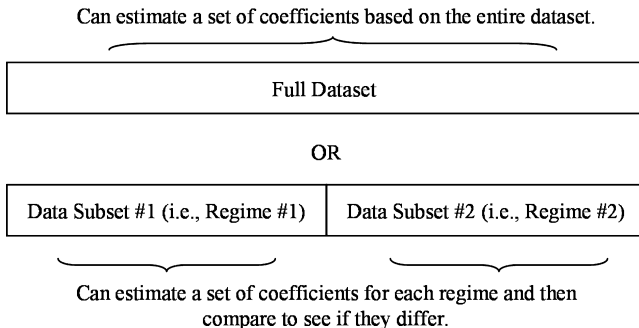 Can estimate a set of coefficients based on the entire dataset.
Full Dataset
OR
Data Subset #1 (i.e., Regime #1)
Data Subset #2 (i.e., Regime #2)
Can estimate a set of coefficients for each regime and then
compare to see if they differ.